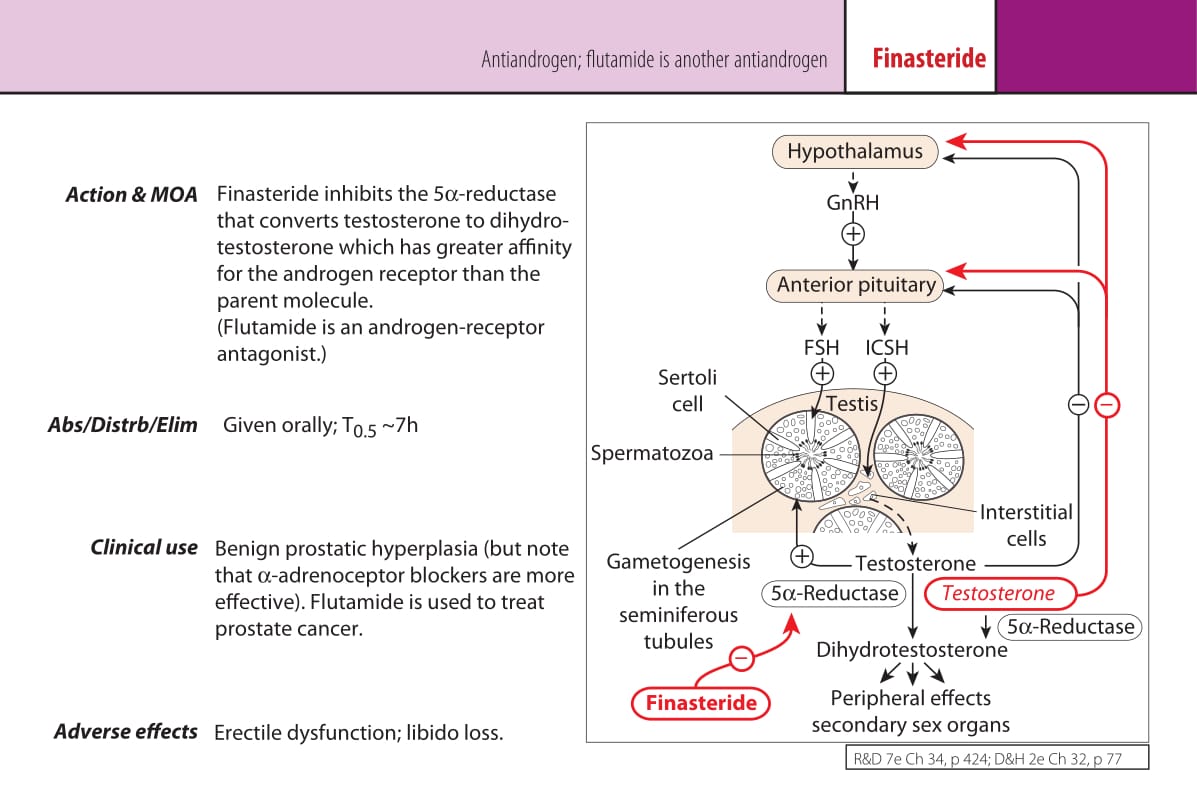 Antiandrogen; flutamide is another antiandrogen
Finasteride
Action & MOA
Finasteride inhibits the 5α-reductase
that converts testosterone to dihydro-
testosterone which has greater affinity
for the androgen receptor than the
parent molecule.
(Flutamide is an androgen-receptor
antagonist.)
Abs/Distrb/Elim
Given orally; T0.5 ~7h
Clinical use
Benign prostatic hyperplasia (but note
that α-adrenoceptor blockers are more
effective). Flutamide is used to treat
prostate cancer.
Adverse effects
Erectile dysfunction; libido loss.
Hypothalamus
GnRH
+
Anterior pituitary
FSH
ICSH
+
+
Sertoli
cell
Testis
Spermatozoa
−
−
Interstitial
cells
Gametogenesis
in the
seminiferous
tubules
+
Testosterone
5α-Reductase
Testosterone
5α-Reductase
Dihydrotestosterone
−
Finasteride
Peripheral effects
secondary sex organs
R&D 7e Ch 34, p 424; D&H 2e Ch 32, p 77